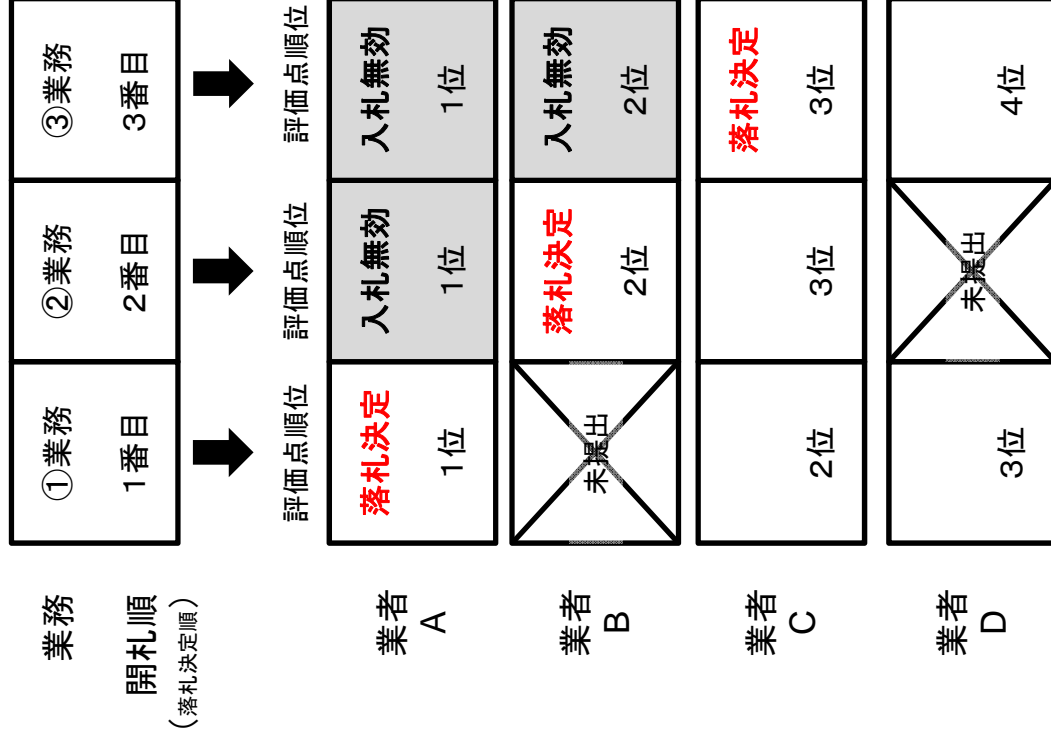 業務
①業務
②業務
③業務
開札順
（落札決定順）
1番目
2番目
3番目
評価点順位
評価点順位
評価点順位
業者
A
落札決定
1位
入札無効
1位
入札無効
1位
業者
B
未提出
落札決定
2位
入札無効
2位
業者
C
2位
3位
落札決定
3位
業者
D
3位
未提出
4位